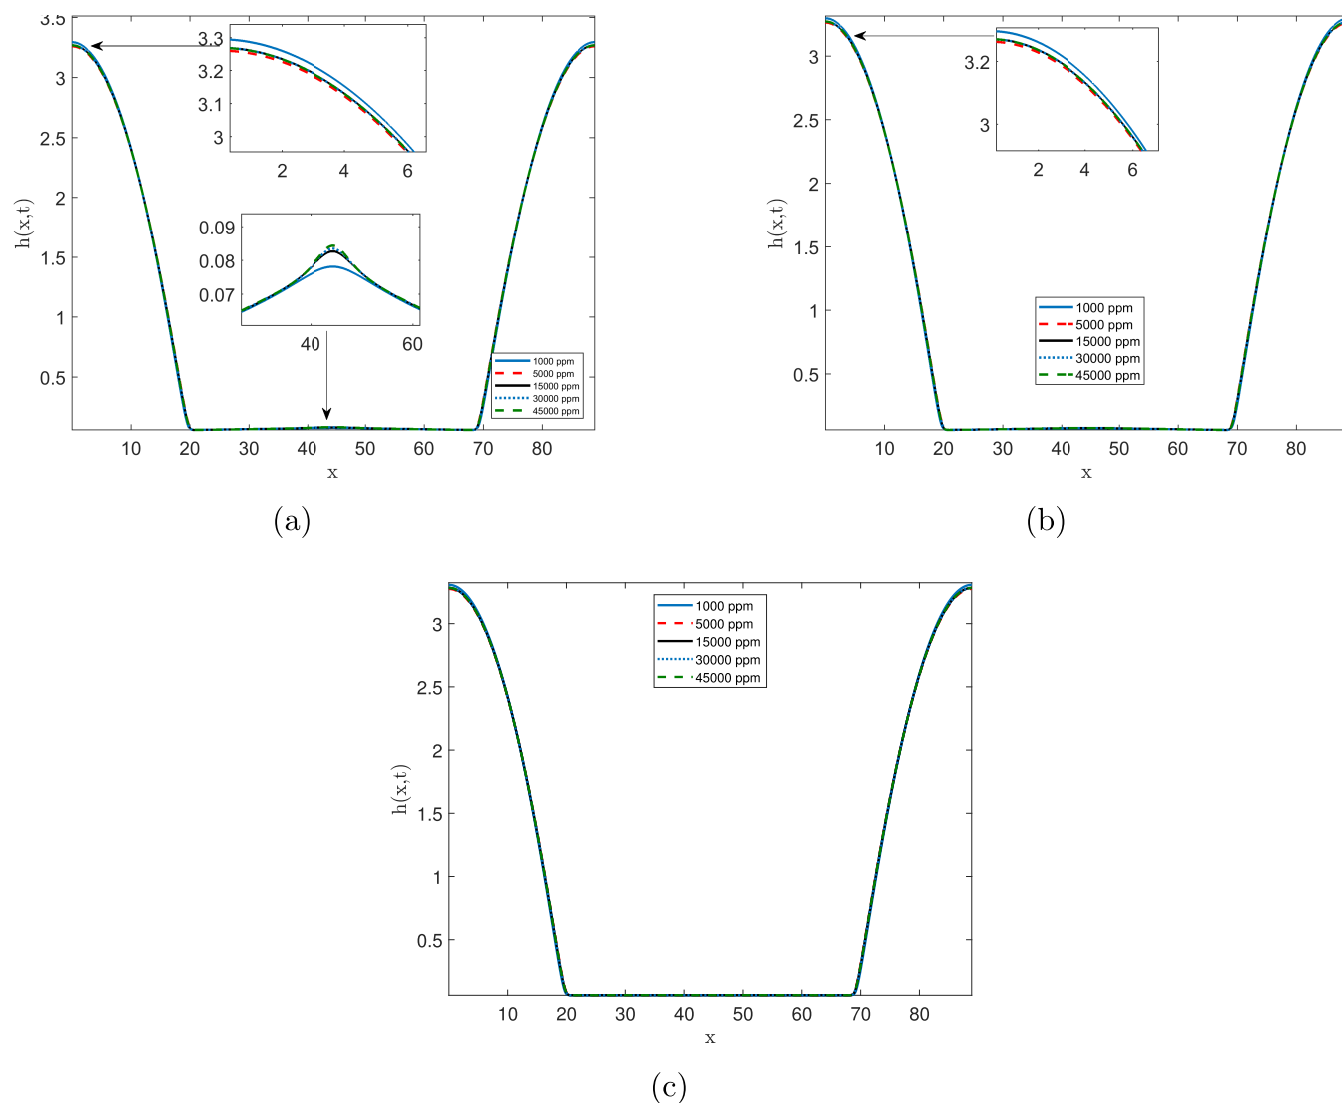 3.5
3
2.5
2
1.5
1
0.5
h(x,t)
3.3
3.2
3.1
3
2 4 6
0.09
0.08
0.07
40 60
1000 ppm
5000 ppm
15000 ppm
30000 ppm
45000 ppm
10 20 30 40 50 60 70 80
x
(a)
3
2.5
2
1.5
1
0.5
h(x,t)
3.2
3
2 4 6
1000 ppm
5000 ppm
15000 ppm
30000 ppm
45000 ppm
10 20 30 40 50 60 70 80
x
(b)
3
2.5
2
1.5
1
0.5
h(x,t)
1000 ppm
5000 ppm
15000 ppm
30000 ppm
45000 ppm
10 20 30 40 50 60 70 80
x
(c)